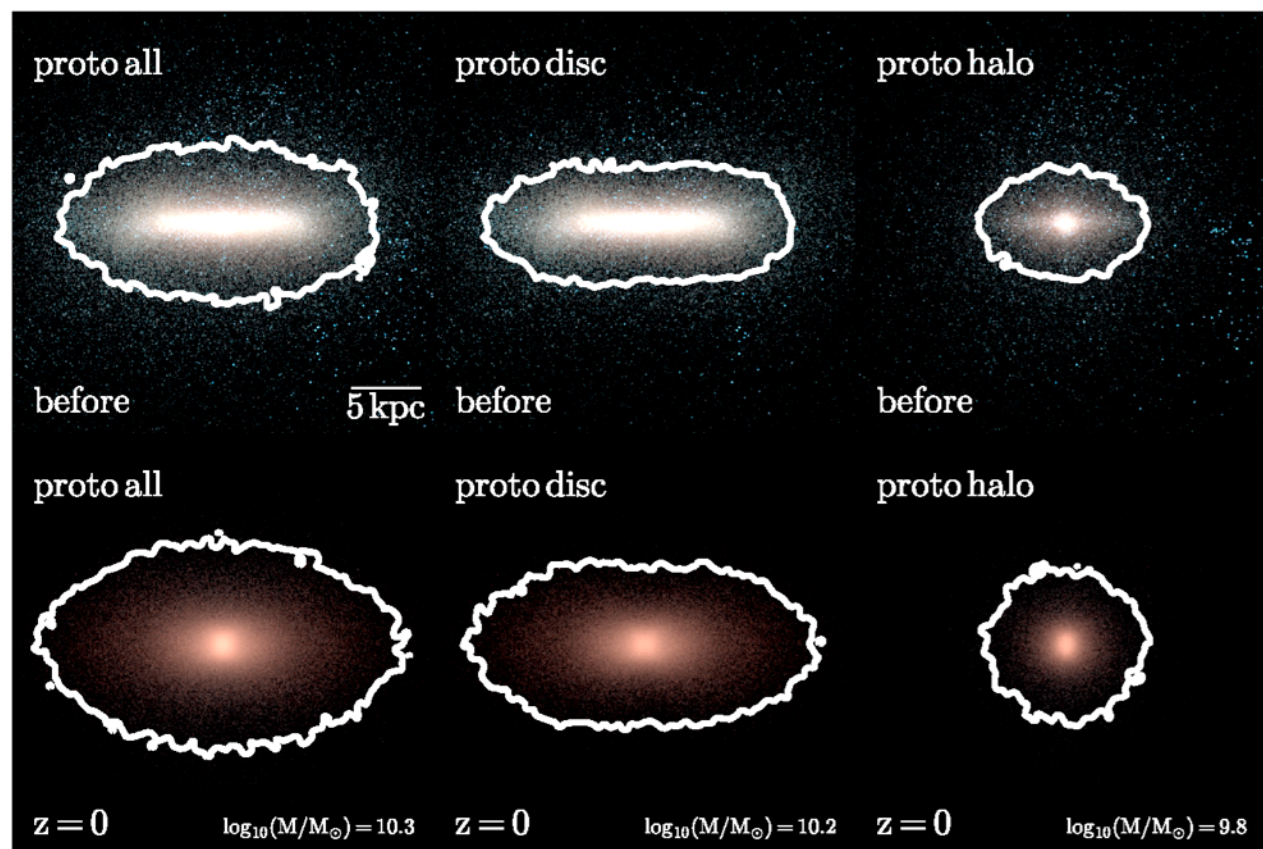 proto all
proto disc
proto halo
before
5 kpc
before
before
proto all
proto disc
proto halo
z = 0
log₁₀(M/M☉) = 10.3
z = 0
log₁₀(M/M☉) = 10.2
z = 0
log₁₀(M/M☉) = 9.8